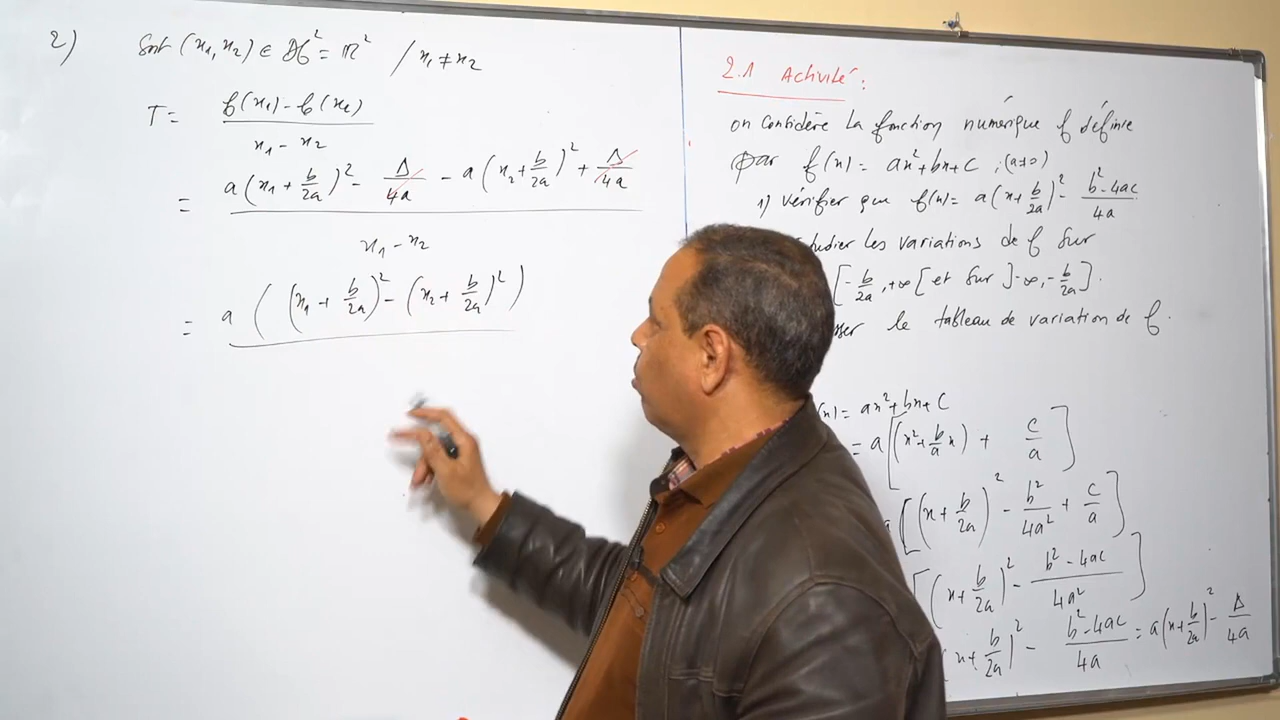 2) Soit (x₁, x₂) ∈ Df² = ℝ² / x₁ ≠ x₂
T = (f(x₁) - f(x₂)) / (x₁ - x₂)
= (a(x₁ + b/2a)² - Δ/4a - a(x₂ + b/2a)² + Δ/4a) / (x₁ - x₂)
= a((x₁ + b/2a)² - (x₂ + b/2a)²)
2.1 Activité :
on considère la fonction numérique f définie
par f(x) = ax² + bx + c ; (a≠0)
1) vérifier que f(x) = a(x + b/2a)² - (b² - 4ac)/4a
les variations de f sur
[-b/2a, +∞[ et sur ]-∞, -b/2a].
le tableau de variation de f.
(x) = ax² + bx + c
= a[(x² + b/a x) + c/a]
[(x + b/2a)² - b²/4a² + c/a]
[(x + b/2a)² - (b² - 4ac)/4a²]
(x + b/2a)² - (b² - 4ac)/4a = a(x + b/2a)² - Δ/4a